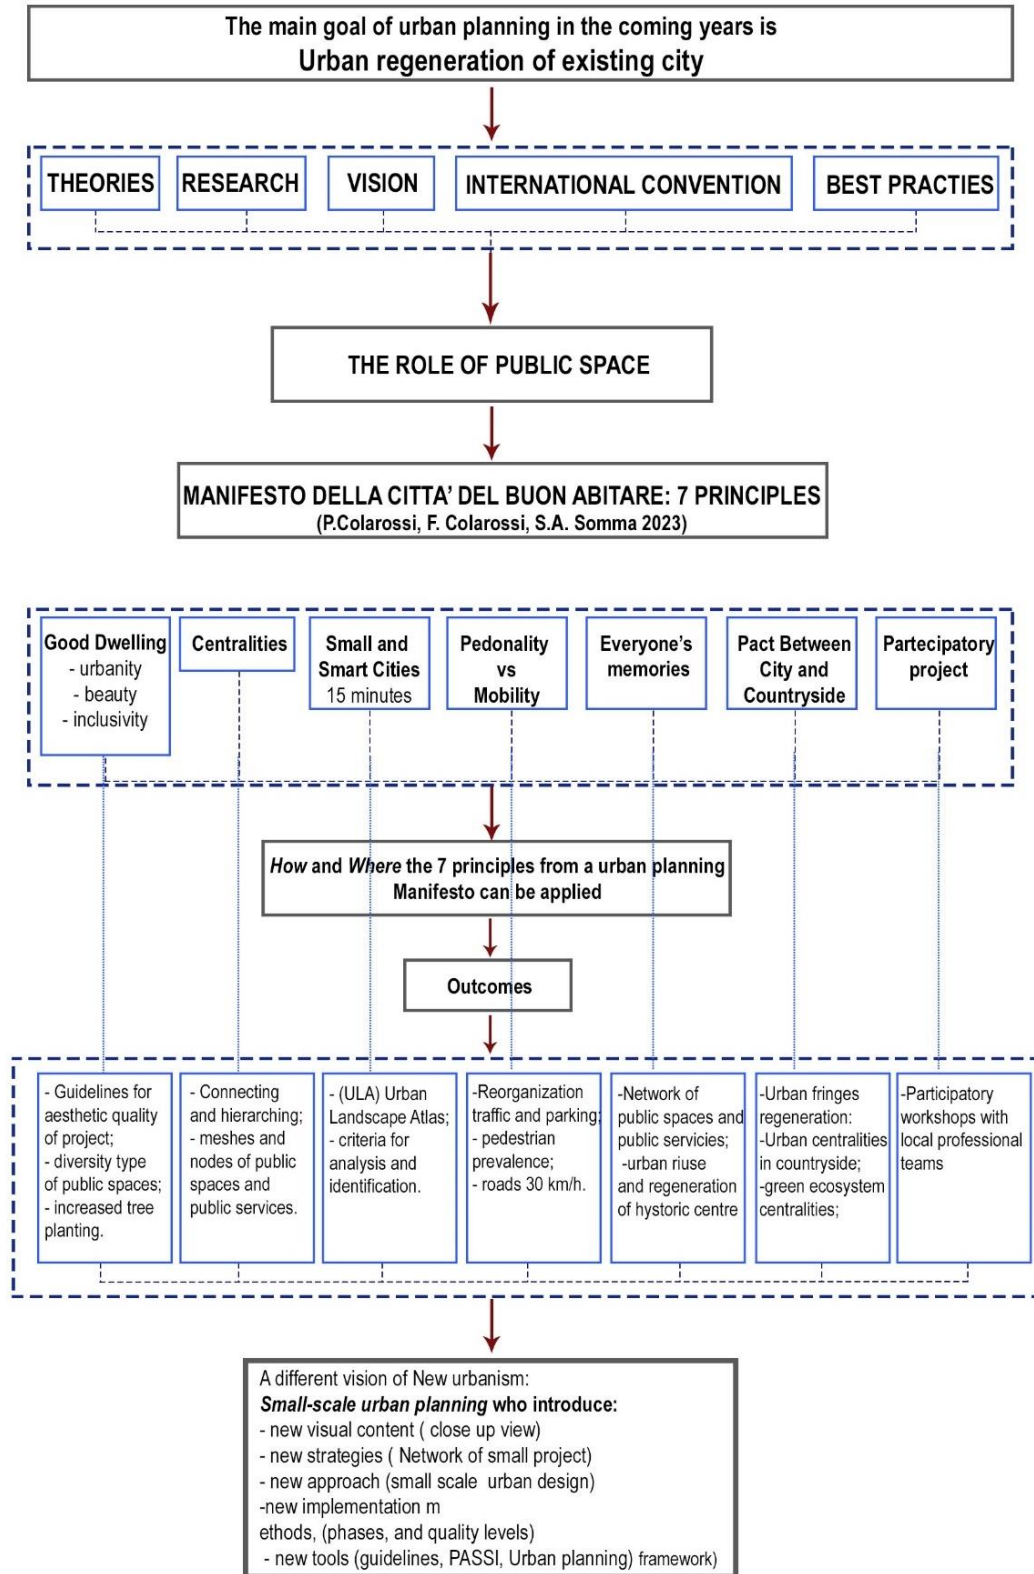 The main goal of urban planning in the coming years is
Urban regeneration of existing city
THEORIES
RESEARCH
VISION
INTERNATIONAL CONVENTION
BEST PRACTIES
THE ROLE OF PUBLIC SPACE
MANIFESTO DELLA CITTA' DEL BUON ABITARE: 7 PRINCIPLES
(P.Colarossi, F. Colarossi, S.A. Somma 2023)
Good Dwelling
- urbanity
- beauty
- inclusivity
Centralities
Small and
Smart Cities
15 minutes
Pedonality
vs
Mobility
Everyone's
memories
Pact Between
City and
Countryside
Partecipatory
project
How and Where the 7 principles from a urban planning
Manifesto can be applied
Outcomes
- Guidelines for
aesthetic quality
of project;
- diversity type
of public spaces;
- increased tree
planting.
- Connecting
and hierarching;
- meshes and
nodes of public
spaces and
public services.
- (ULA) Urban
Landscape Atlas;
- criteria for
analysis and
identification.
-Reorganization
traffic and parking;
- pedestrian
prevalence;
- roads 30 km/h.
- Network of
public spaces and
public servicies;
-urban riuse
and regeneration
of hystoric centre
-Urban fringes
regeneration:
-Urban centralities
in countryside;
-green ecosystem
centralities;
-Participatory
workshops with
local professional
teams
A different vision of New urbanism:
Small-scale urban planning who introduce:
- new visual content ( close up view)
- new strategies ( Network of small project)
- new approach (small scale urban design)
-new implementation m
ethods, (phases, and quality levels)
- new tools (guidelines, PASSI, Urban planning) framework)